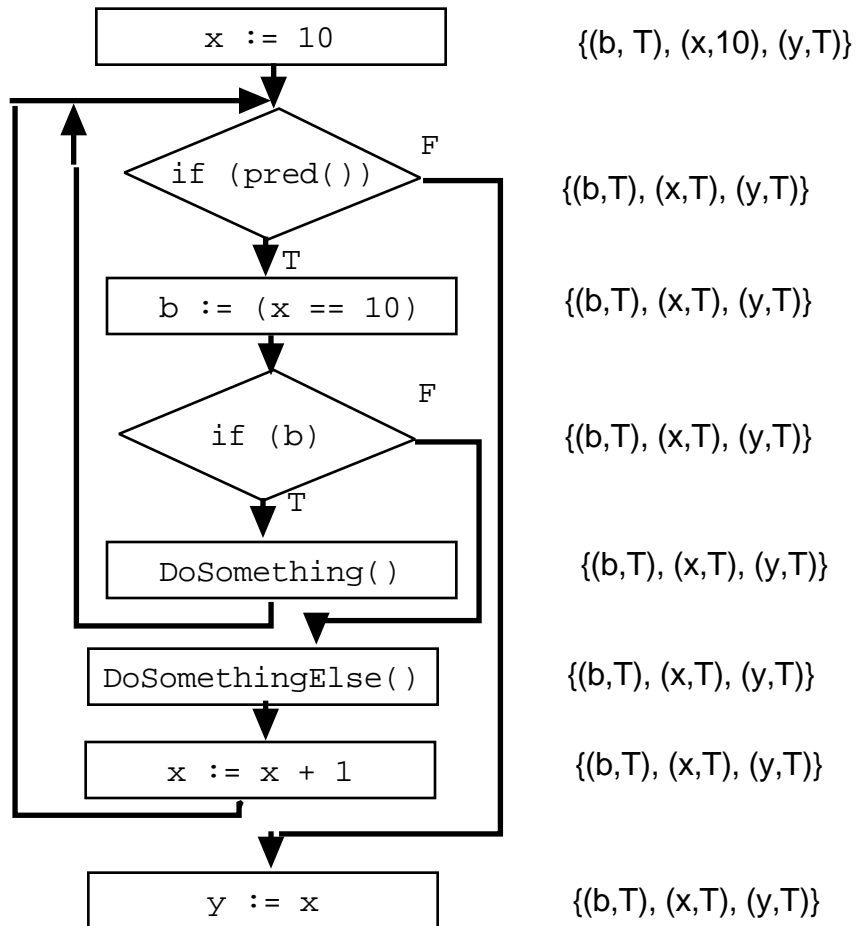 x := 10 {(b, T), (x,10), (y,T)}
F
if (pred()) {(b,T), (x,T), (y,T)}
T
b := (x == 10) {(b,T), (x,T), (y,T)}
F
if (b) {(b,T), (x,T), (y,T)}
T
DoSomething() {(b,T), (x,T), (y,T)}
DoSomethingElse() {(b,T), (x,T), (y,T)}
x := x + 1 {(b,T), (x,T), (y,T)}
y := x {(b,T), (x,T), (y,T)}